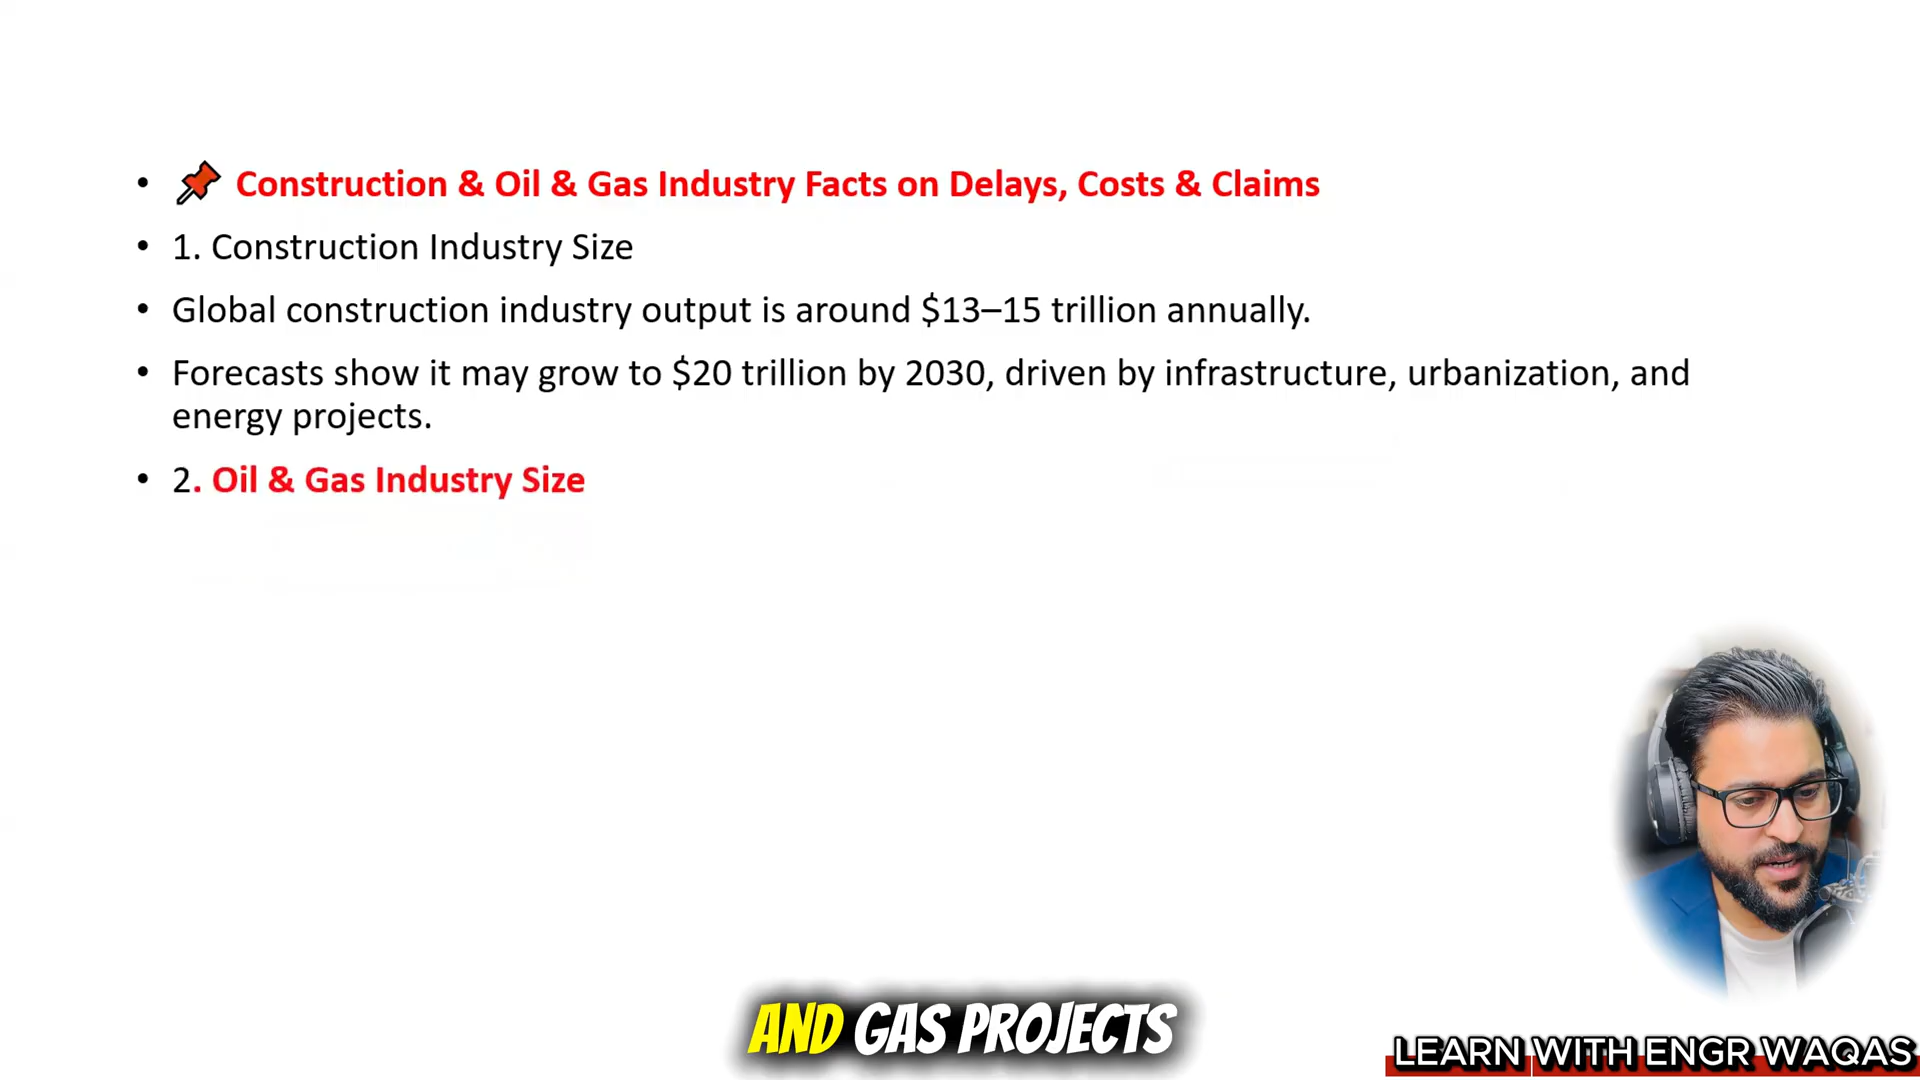 • 📌 Construction & Oil & Gas Industry Facts on Delays, Costs & Claims
• 1. Construction Industry Size
• Global construction industry output is around $13–15 trillion annually.
• Forecasts show it may grow to $20 trillion by 2030, driven by infrastructure, urbanization, and
energy projects.
• 2. Oil & Gas Industry Size
AND GAS PROJECTS
LEARN WITH ENGR WAQAS